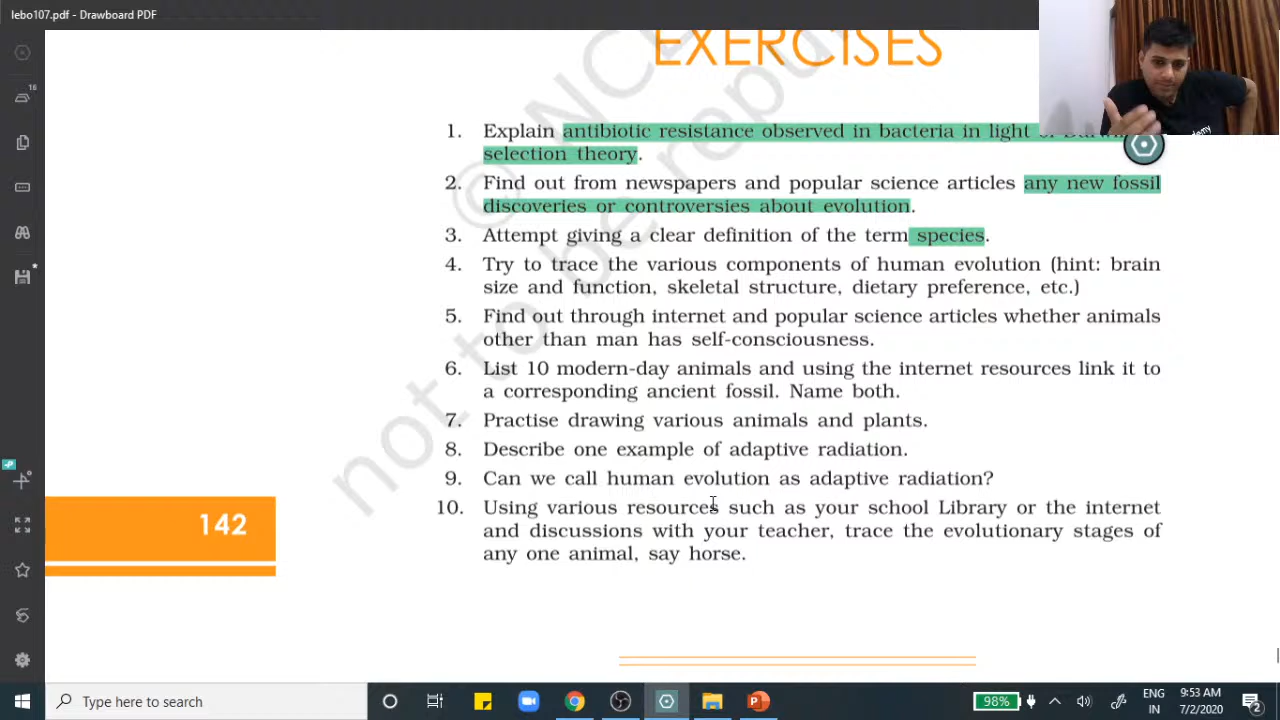 lebo107.pdf - Drawboard PDF
EXERCISES
18
1. Explain antibiotic resistance observed in bacteria in light
selection theory.
2. Find out from newspapers and popular science articles any new fossil
discoveries or controversies about evolution.
3. Attempt giving a clear definition of the term species.
4. Try to trace the various components of human evolution (hint: brain
size and function, skeletal structure, dietary preference, etc.)
5. Find out through internet and popular science articles whether animals
other than man has self-consciousness.
6. List 10 modern-day animals and using the internet resources link it to
a corresponding ancient fossil. Name both.
7. Practise drawing various animals and plants.
8. Describe one example of adaptive radiation.
9. Can we call human evolution as adaptive radiation?
10. Using various resources such as your school Library or the internet
and discussions with your teacher, trace the evolutionary stages of
any one animal, say horse.
not to be
142
Type here to search
98%
ENG
IN
9:53 AM
7/2/2020
2